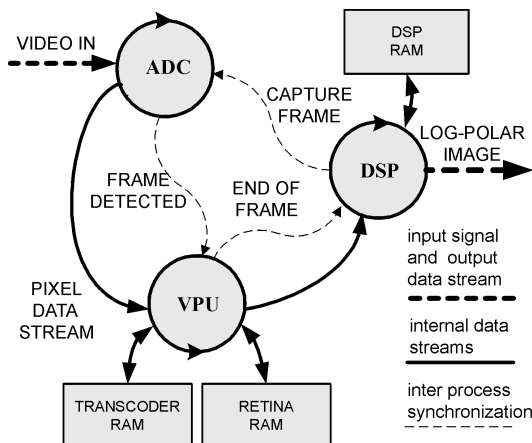 VIDEO IN
ADC
DSP
RAM
CAPTURE
FRAME
LOG-POLAR
IMAGE
DSP
FRAME
DETECTED
END OF
FRAME
input signal
and output
data stream
PIXEL
DATA
STREAM
VPU
internal data
streams
TRANSCODER
RAM
RETINA
RAM
inter process
synchronization